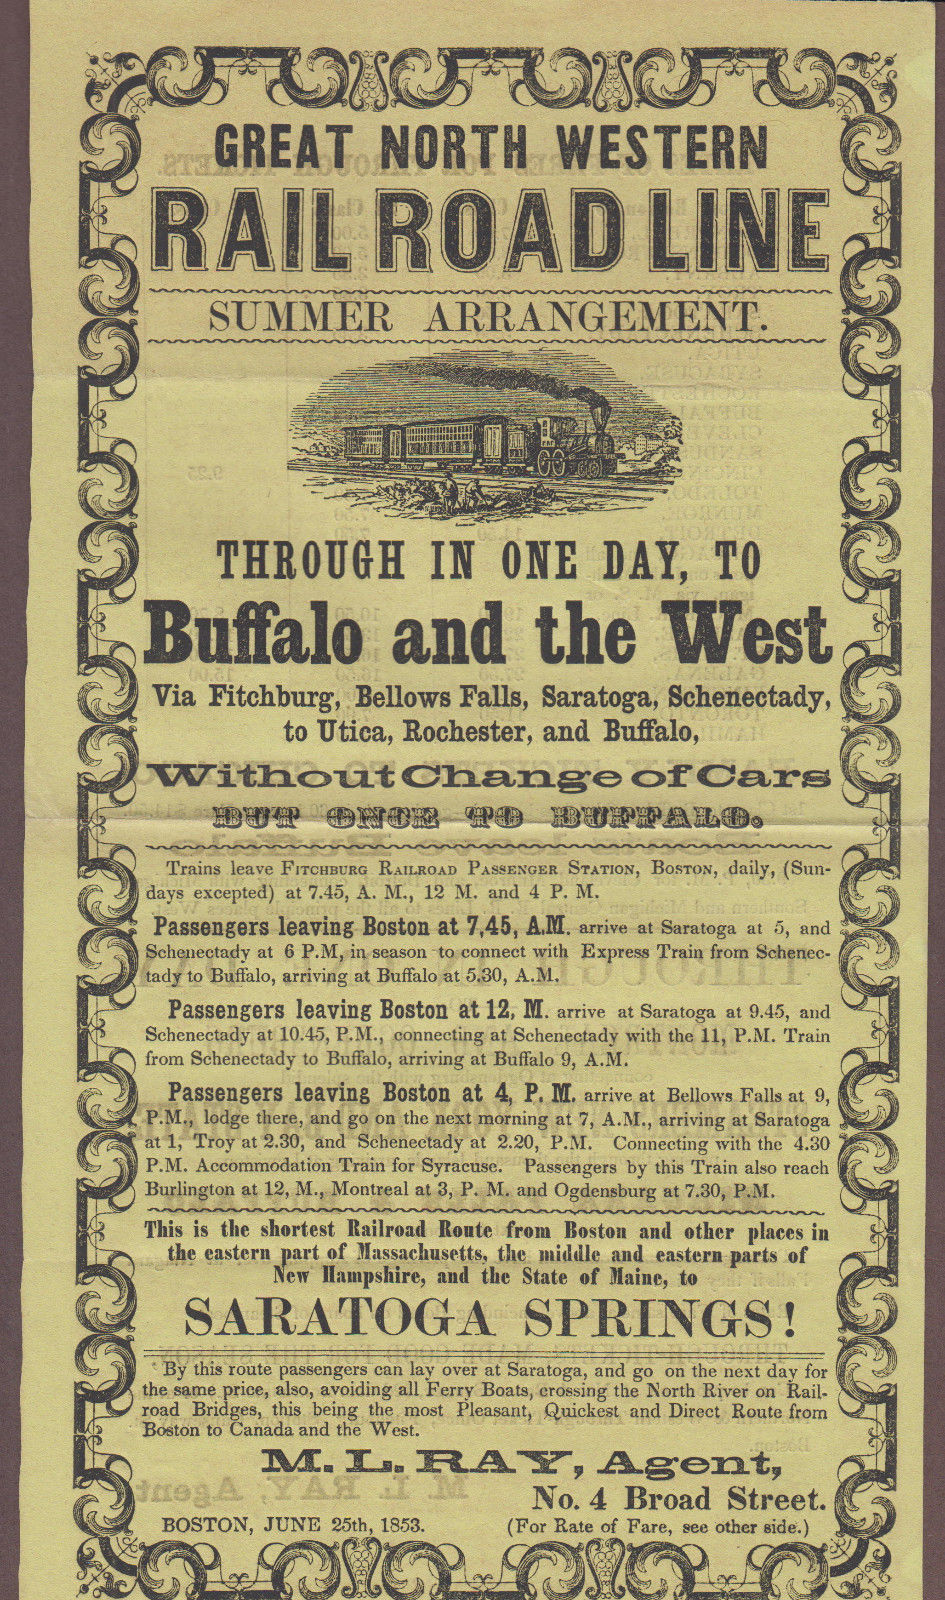 GREAT NORTH WESTERN
RAIL ROAD LINE
SUMMER ARRANGEMENT.
THROUGH IN ONE DAY, TO
Buffalo and the West
Via Fitchburg, Bellows Falls, Saratoga, Schenectady,
to Utica, Rochester, and Buffalo,
Without Change of Cars
BUT ONCE TO BUFFALO.
Trains leave FITCHBURG RAILROAD PASSENGER STATION, BOSTON, daily, (Sun-
days excepted) at 7.45, A. M., 12 M. and 4 P. M.
Passengers leaving Boston at 7,45, A.M. arrive at Saratoga at 5, and
Schenectady at 6 P.M, in season to connect with Express Train from Schenec-
tady to Buffalo, arriving at Buffalo at 5.30, A.M.
Passengers leaving Boston at 12, M. arrive at Saratoga at 9.45, and
Schenectady at 10.45, P.M., connecting at Schenectady with the 11, P.M. Train
from Schenectady to Buffalo, arriving at Buffalo 9, A.M.
Passengers leaving Boston at 4, P. M. arrive at Bellows Falls at 9,
P.M., lodge there, and go on the next morning at 7, A.M., arriving at Saratoga
at 1, Troy at 2.30, and Schenectady at 2.20, P.M. Connecting with the 4.30
P.M. Accommodation Train for Syracuse. Passengers by this Train also reach
Burlington at 12, M., Montreal at 3, P. M. and Ogdensburg at 7.30, P.M.
This is the shortest Railroad Route from Boston and other places in
the eastern part of Massachusetts, the middle and eastern parts of
New Hampshire, and the State of Maine, to
SARATOGA SPRINGS!
By this route passengers can lay over at Saratoga, and go on the next day for
the same price, also, avoiding all Ferry Boats, crossing the North River on Rail-
road Bridges, this being the most Pleasant, Quickest and Direct Route from
Boston to Canada and the West.
M. L. RAY, Agent,
No. 4 Broad Street.
BOSTON, JUNE 25th, 1853. (For Rate of Fare, see other side.)